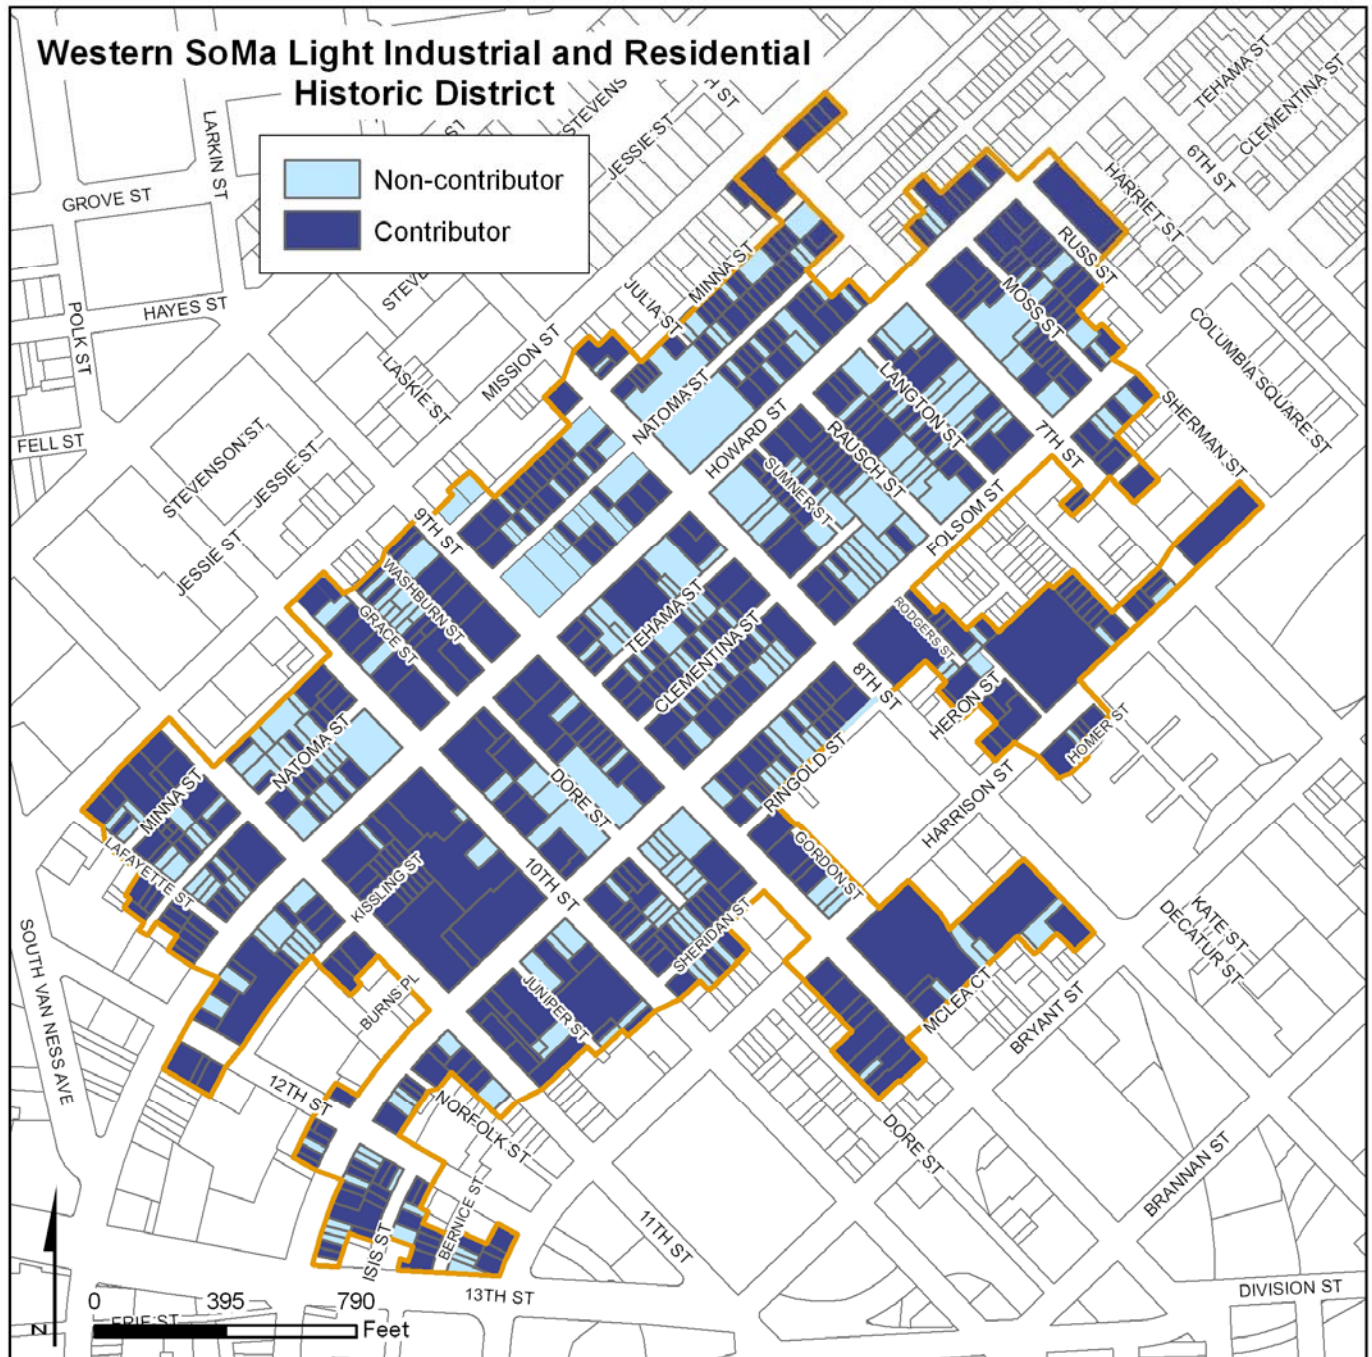 Western SoMa Light Industrial and Residential
Historic District
Non-contributor
Contributor
TEHAMA ST
CLEMENTINA ST
STEVENS
H ST
ST
JESSIE ST
LARKIN ST
GROVE ST
6TH ST
HARRIET ST
RUSS ST
MINNA ST
JULIA ST
STEVE
HAYES ST
POLK ST
MOSS ST
COLUMBIA SQUARE ST
MISSION ST
LASKIE ST
NATOMA ST
LANGTON ST
SHERMAN ST
HOWARD ST
RAUSCH ST
7TH ST
FELL ST
STEVENSON ST
JESSIE ST
SUMNER ST
FOLSOM ST
9TH ST
JESSIE ST
WASHBURN ST
GRACE ST
TEHAMA ST
CLEMENTINA ST
RODGERS ST
8TH ST
HERON ST
HOMER ST
NATOMA ST
MINNA ST
DORE ST
RINGOLD ST
HARRISON ST
LAFAYETTE ST
KISSLING ST
10TH ST
GORDON ST
SHERIDAN ST
KATE ST
DECATUR ST
SOUTH VAN NESS AVE
BURNS PL
JUNIPER ST
MCLEA CT
BRYANT ST
12TH ST
NORFOLK ST
DORE ST
BRANNAN ST
BERNICE ST
ISIS ST
11TH ST
13TH ST
DIVISION ST
0 395 790
ERIE ST
Feet
N